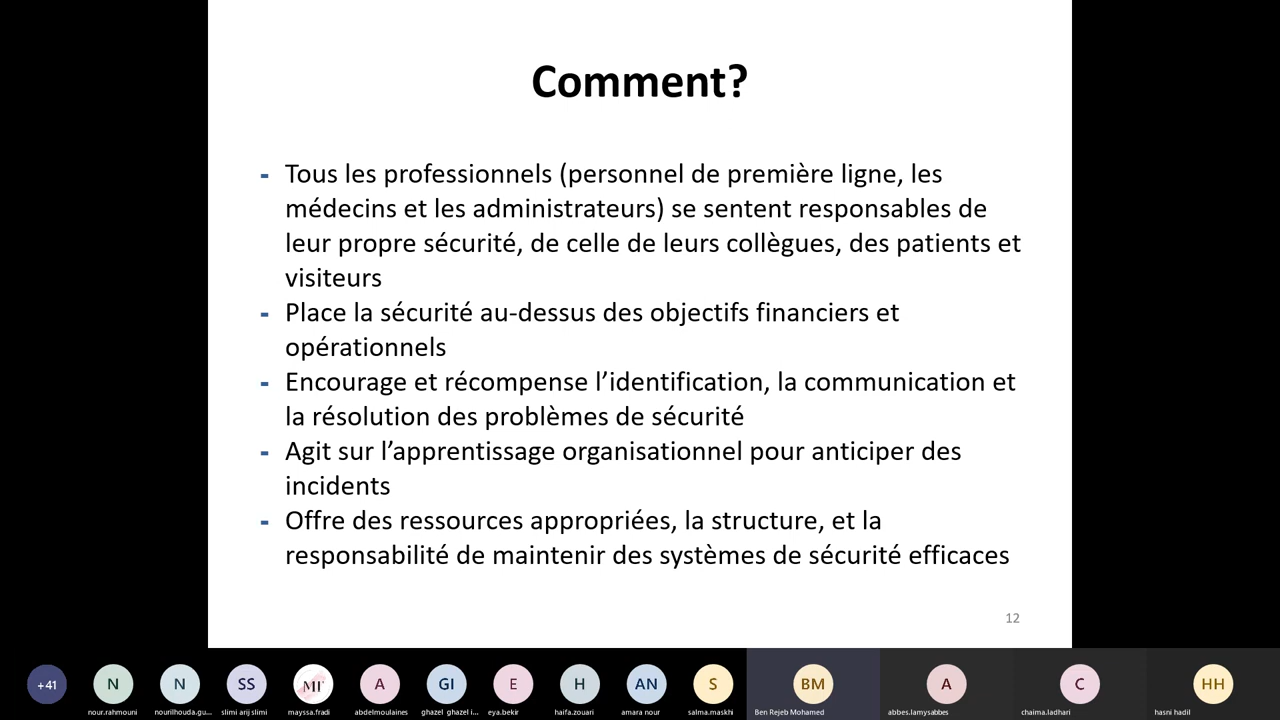 Comment?
- Tous les professionnels (personnel de première ligne, les
médecins et les administrateurs) se sentent responsables de
leur propre sécurité, de celle de leurs collègues, des patients et
visiteurs
- Place la sécurité au-dessus des objectifs financiers et
opérationnels
- Encourage et récompense l’identification, la communication et
la résolution des problèmes de sécurité
- Agit sur l’apprentissage organisationnel pour anticiper des
incidents
- Offre des ressources appropriées, la structure, et la
responsabilité de maintenir des systèmes de sécurité efficaces
12
+41 N N SS MF A GI E H AN S BM A C HH
nour.rahmouni nourilhouda.gu... slimi arij slimi mayssa.fradi abdelmoulaines ghazel ghazel i... eya.bekir haifa.zouari amara nour salma.maskhi Ben Rejeb Mohamed abbes.lamysabbes chaima.ladhari hasni hadil